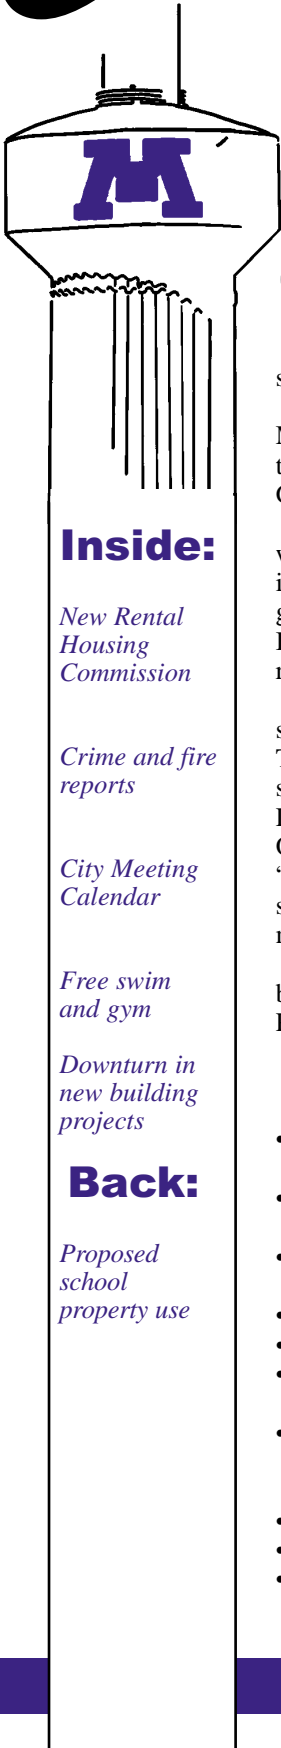 M
Inside:
New Rental
Housing
Commission
Crime and fire
reports
City Meeting
Calendar
Free swim
and gym
Downturn in
new building
projects
Back:
Proposed
school
property use